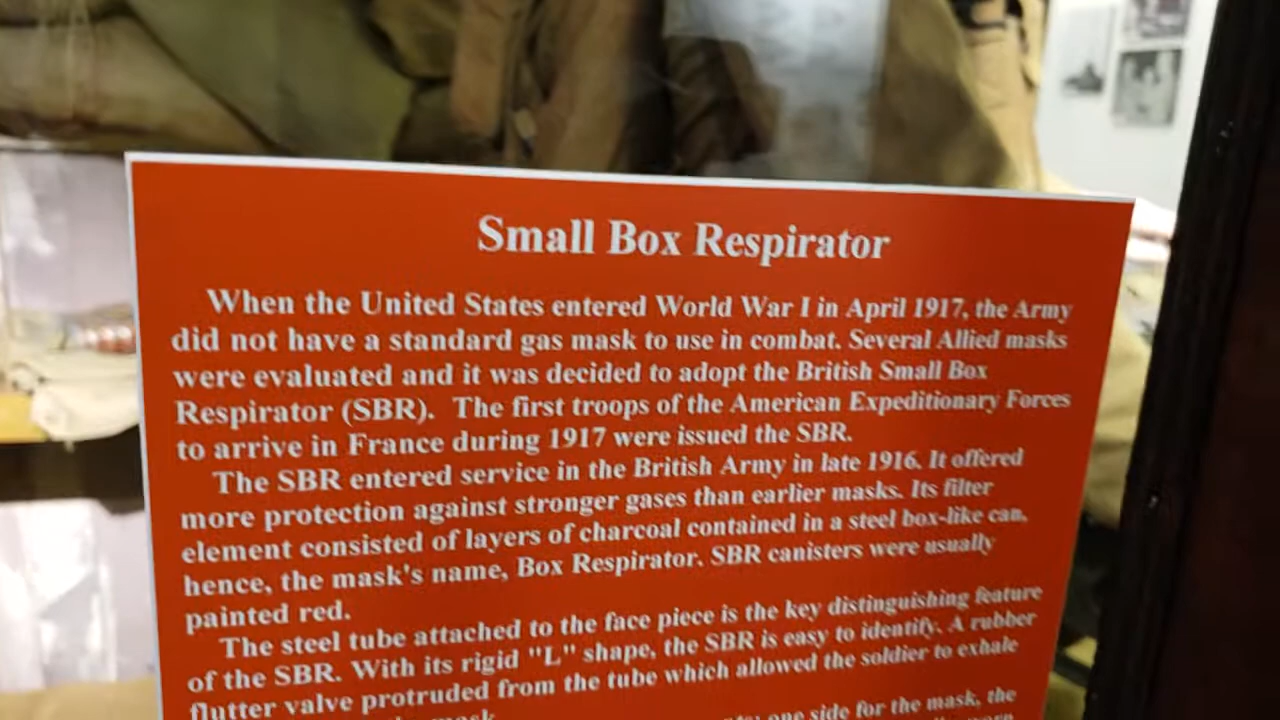 Small Box Respirator
When the United States entered World War I in April 1917, the Army
did not have a standard gas mask to use in combat. Several Allied masks
were evaluated and it was decided to adopt the British Small Box
Respirator (SBR). The first troops of the American Expeditionary Forces
to arrive in France during 1917 were issued the SBR.
The SBR entered service in the British Army in late 1916. It offered
more protection against stronger gases than earlier masks. Its filter
element consisted of layers of charcoal contained in a steel box-like can,
hence, the mask's name, Box Respirator. SBR canisters were usually
painted red.
The steel tube attached to the face piece is the key distinguishing feature
of the SBR. With its rigid "L" shape, the SBR is easy to identify. A rubber
flutter valve protruded from the tube which allowed the soldier to exhale
mask
one side for the mask, the